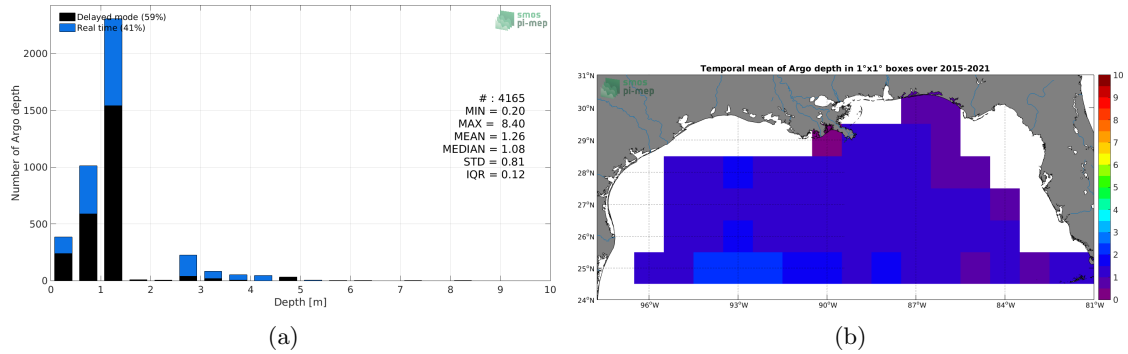 Delayed mode (59%)
Real time (41%)
smos
pi-mep
Number of Argo depth
2000
1500
1000
500
0
# : 4165
MIN = 0.20
MAX = 8.40
MEAN = 1.26
MEDIAN = 1.08
STD = 0.81
IQR = 0.12
0 1 2 3 4 5 6 7 8 9 10
Depth [m]
(a)
Temporal mean of Argo depth in 1°x1° boxes over 2015-2021
smos
pi-mep
31°N
30°N
29°N
28°N
27°N
26°N
25°N
24°N
96°W 93°W 90°W 87°W 84°W 81°W
10
9
8
7
6
5
4
3
2
1
0
(b)